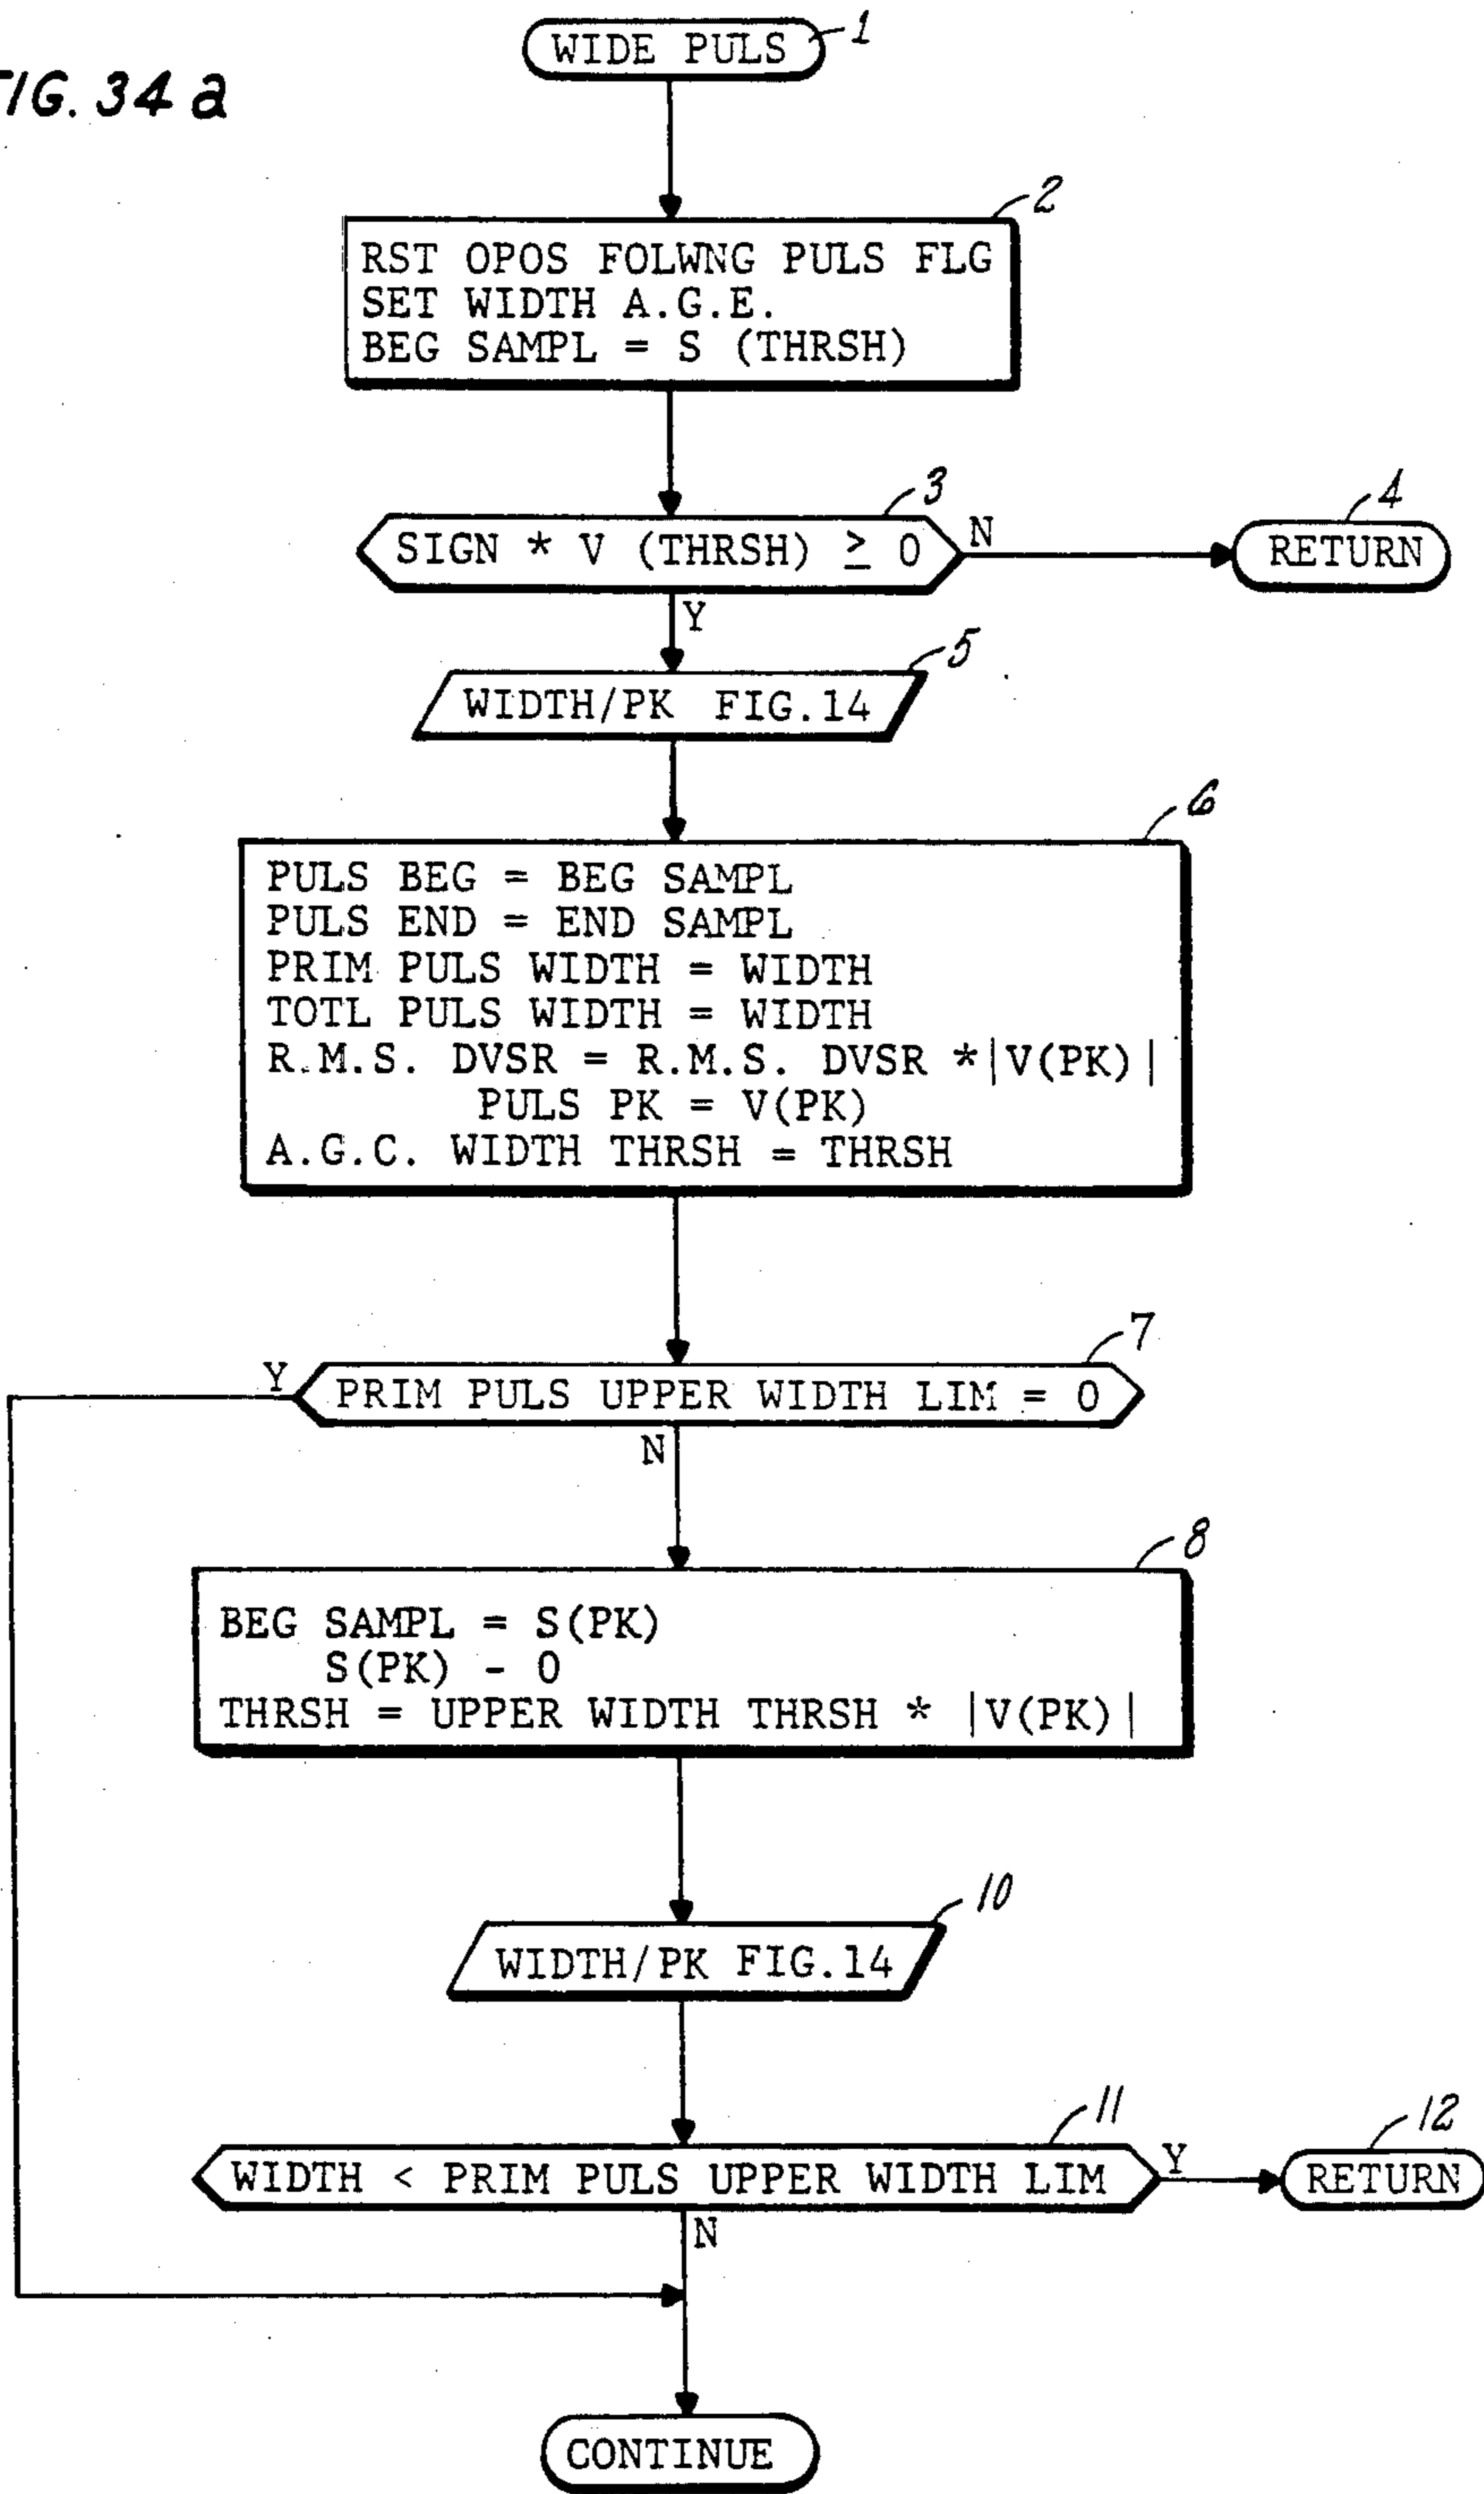 FIG. 34a
WIDE PULS
1
2
RST OPOS FOLWNG PULS FLG
SET WIDTH A.G.E.
BEG SAMPL = S (THRSH)
3
SIGN * V (THRSH) ≥ 0
N
4
RETURN
Y
5
WIDTH/PK FIG.14
6
PULS BEG = BEG SAMPL
PULS END = END SAMPL
PRIM PULS WIDTH = WIDTH
TOTL PULS WIDTH = WIDTH
R.M.S. DVSR = R.M.S. DVSR *|V(PK)|
PULS PK = V(PK)
A.G.C. WIDTH THRSH = THRSH
7
Y
PRIM PULS UPPER WIDTH LIM = 0
N
8
BEG SAMPL = S(PK)
S(PK) - 0
THRSH = UPPER WIDTH THRSH * |V(PK)|
10
WIDTH/PK FIG.14
11
WIDTH < PRIM PULS UPPER WIDTH LIM
Y
12
RETURN
N
CONTINUE